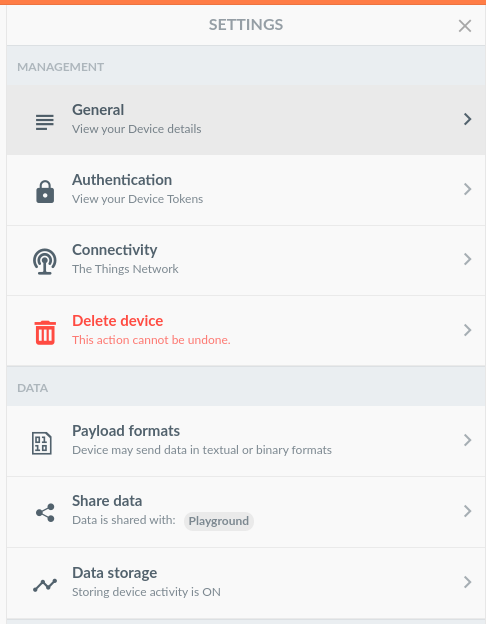 SETTINGS
MANAGEMENT
General
View your Device details
Authentication
View your Device Tokens
Connectivity
The Things Network
Delete device
This action cannot be undone.
DATA
Payload formats
Device may send data in textual or binary formats
Share data
Data is shared with: Playground
Data storage
Storing device activity is ON